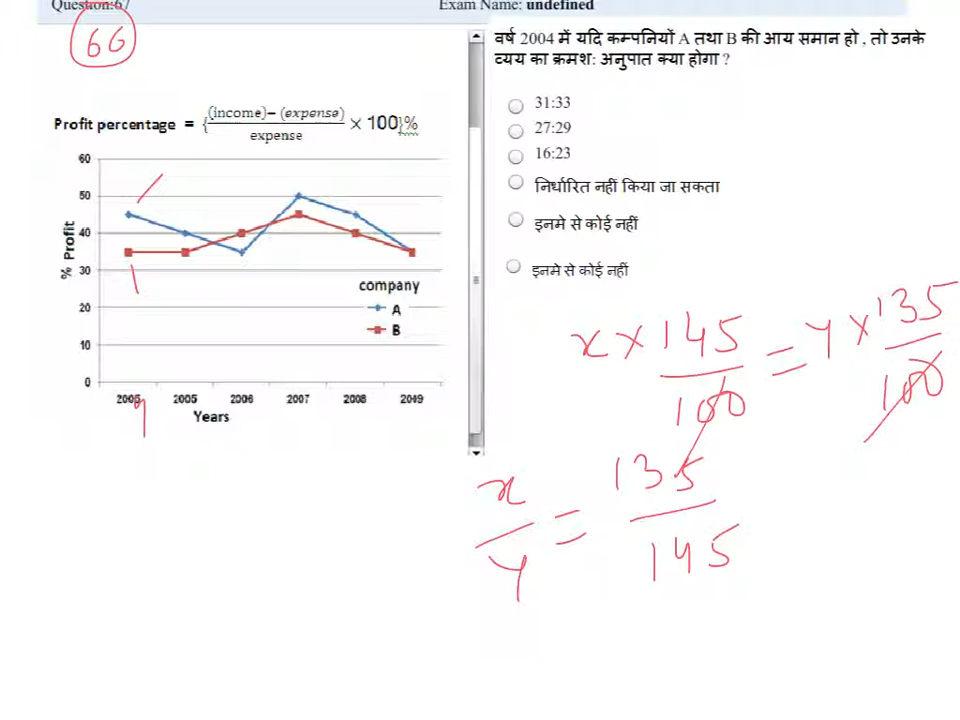 Question:67
Exam Name: undefined
66
वर्ष 2004 में यदि कम्पनियों A तथा B की आय समान हो , तो उनके
व्यय का क्रमश: अनुपात क्या होगा ?
31:33
27:29
16:23
निर्धारित नहीं किया जा सकता
इनमे से कोई नहीं
इनमे से कोई नहीं
Profit percentage = {(income)– (expense)
expense
× 100}%
60
50
40
30
20
10
0
% Profit
company
A
B
2005 2006 2007 2008 2009
Years
x × 145/100 = y × 135/100
x/y = 135/145